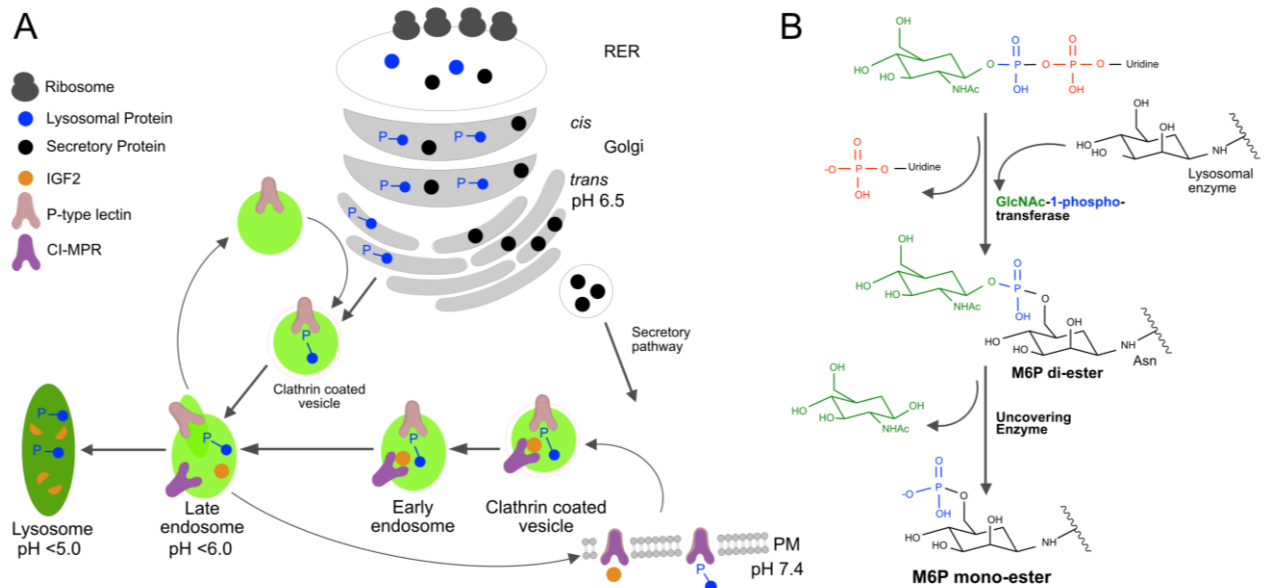 A
Ribosome
Lysosomal Protein
Secretory Protein
IGF2
P-type lectin
CI-MPR
RER
cis
Golgi
trans
pH 6.5
P
P
P
P
P
P
P
Clathrin coated
vesicle
Secretory
pathway
P
P
P
P
P
Lysosome
pH <5.0
Late
endosome
pH <6.0
Early
endosome
Clathrin coated
vesicle
PM
pH 7.4
P
B
OH
HO
HO
NHAc
O
O
P
OH
O
O
P
OH
O
Uridine
O
-O
P
O
Uridine
OH
OH
OH
HO
HO
NH
Lysosomal
enzyme
GlcNAc-1-phospho-
transferase
OH
HO
HO
NHAc
O
O
P
OH
O
OH
HO
HO
NH
Asn
M6P di-ester
OH
HO
HO
OH
NHAc
Uncovering
Enzyme
O
-O
P
O
OH
OH
HO
HO
NH
M6P mono-ester